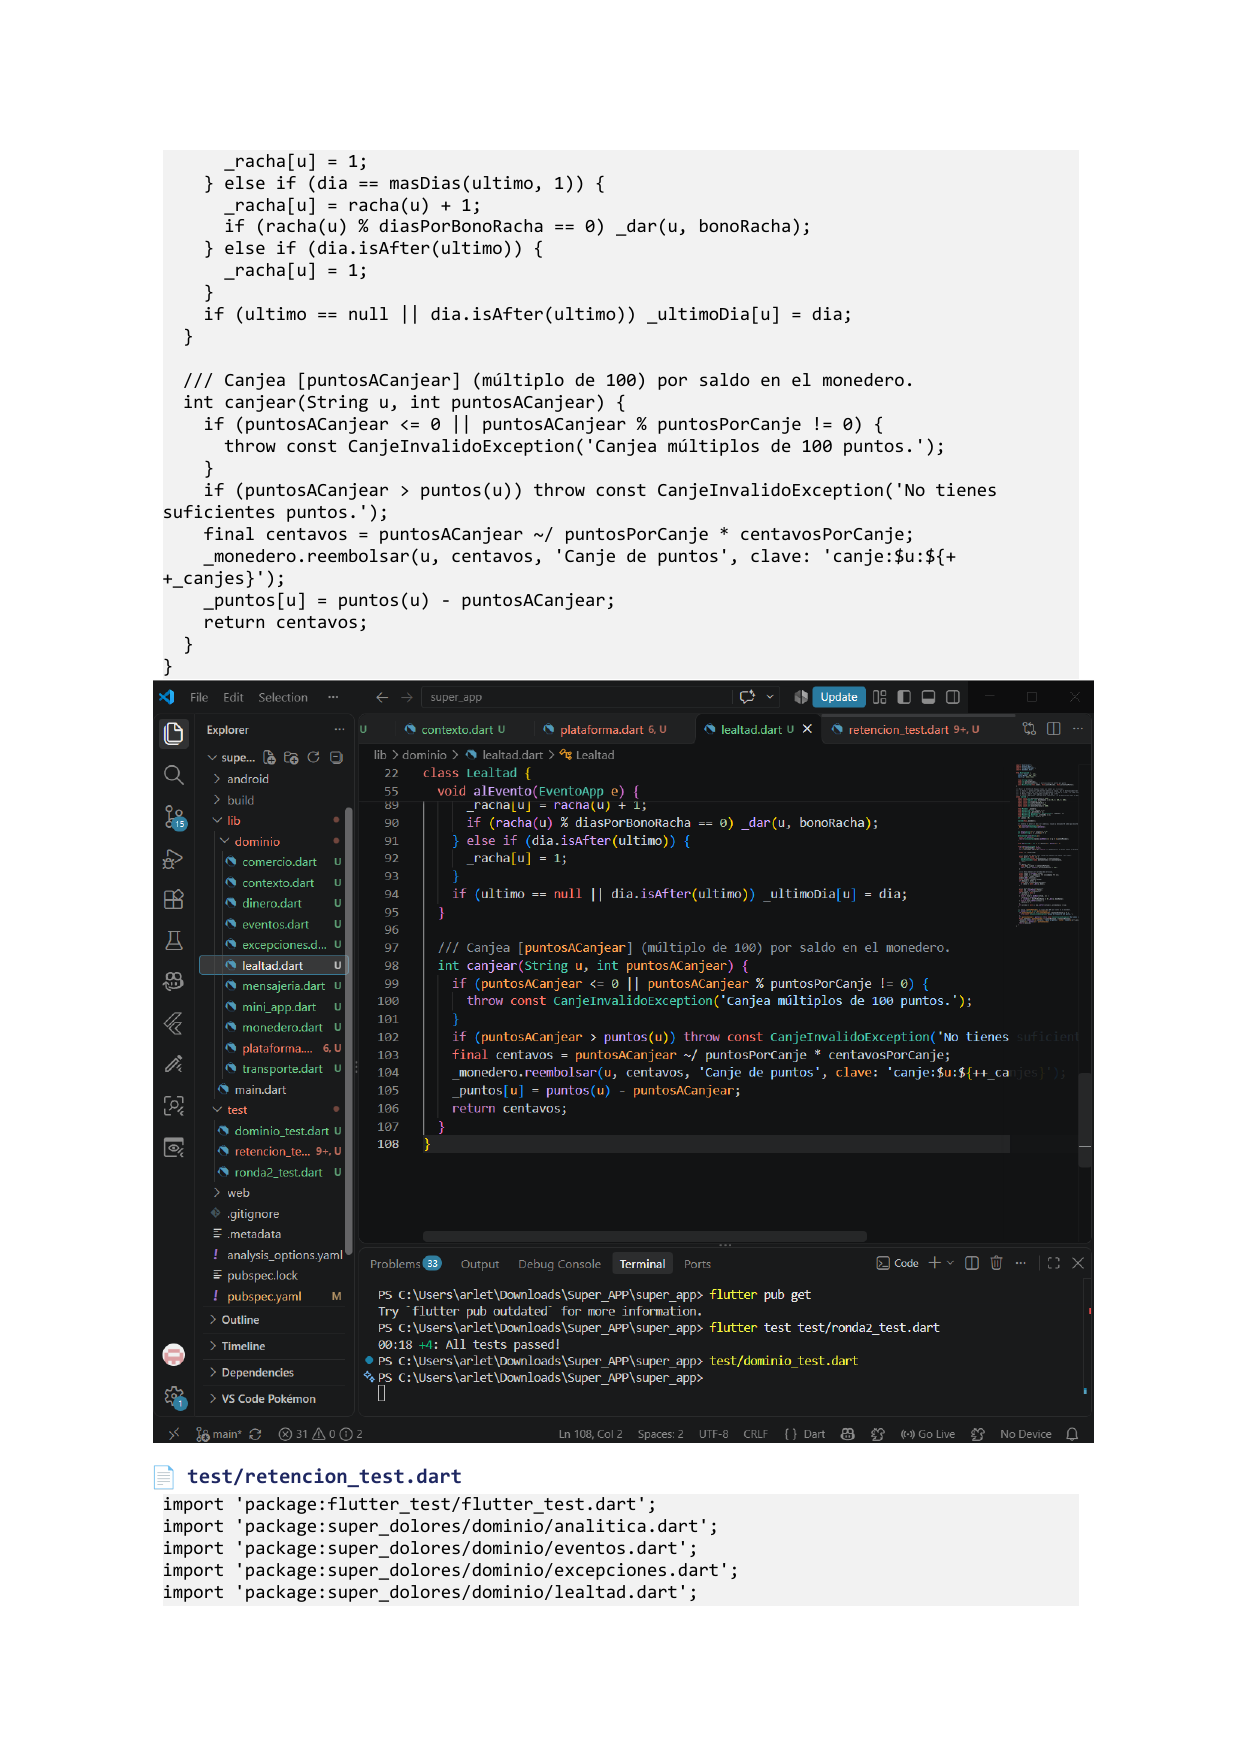 _racha[u] = 1;
    } else if (dia == masDias(ultimo, 1)) {
      _racha[u] = racha(u) + 1;
      if (racha(u) % diasPorBonoRacha == 0) _dar(u, bonoRacha);
    } else if (dia.isAfter(ultimo)) {
      _racha[u] = 1;
    }
    if (ultimo == null || dia.isAfter(ultimo)) _ultimoDia[u] = dia;
  }

  /// Canjea [puntosACanjear] (múltiplo de 100) por saldo en el monedero.
  int canjear(String u, int puntosACanjear) {
    if (puntosACanjear <= 0 || puntosACanjear % puntosPorCanje != 0) {
      throw const CanjeInvalidoException('Canjea múltiplos de 100 puntos.');
    }
    if (puntosACanjear > puntos(u)) throw const CanjeInvalidoException('No tienes
suficientes puntos.');
    final centavos = puntosACanjear ~/ puntosPorCanje * centavosPorCanje;
    _monedero.reembolsar(u, centavos, 'Canje de puntos', clave: 'canje:$u:${+
+_canjes}');
    _puntos[u] = puntos(u) - puntosACanjear;
    return centavos;
  }
}
File Edit Selection ···
super_app
Update
Explorer ···
supe...
android
build
lib
dominio
comercio.dart U
contexto.dart U
dinero.dart U
eventos.dart U
excepciones.d... U
lealtad.dart U
mensajeria.dart U
mini_app.dart U
monedero.dart U
plataforma.... 6, U
transporte.dart U
main.dart
test
dominio_test.dart U
retencion_te... 9+, U
ronda2_test.dart U
web
.gitignore
.metadata
analysis_options.yaml
pubspec.lock
pubspec.yaml M
Outline
Timeline
Dependencies
VS Code Pokémon
15
1
U contexto.dart U plataforma.dart 6, U lealtad.dart U retencion_test.dart 9+, U
lib > dominio > lealtad.dart > Lealtad
22 class Lealtad {
55 void alEvento(EventoApp e) {
89 _racha[u] = racha(u) + 1;
90 if (racha(u) % diasPorBonoRacha == 0) _dar(u, bonoRacha);
91 } else if (dia.isAfter(ultimo)) {
92 _racha[u] = 1;
93 }
94 if (ultimo == null || dia.isAfter(ultimo)) _ultimoDia[u] = dia;
95 }
96
97 /// Canjea [puntosACanjear] (múltiplo de 100) por saldo en el monedero.
98 int canjear(String u, int puntosACanjear) {
99 if (puntosACanjear <= 0 || puntosACanjear % puntosPorCanje != 0) {
100 throw const CanjeInvalidoException('Canjea múltiplos de 100 puntos.');
101 }
102 if (puntosACanjear > puntos(u)) throw const CanjeInvalidoException('No tienes suficient
103 final centavos = puntosACanjear ~/ puntosPorCanje * centavosPorCanje;
104 _monedero.reembolsar(u, centavos, 'Canje de puntos', clave: 'canje:$u:${++_canjes}');
105 _puntos[u] = puntos(u) - puntosACanjear;
106 return centavos;
107 }
108 }
Problems 33 Output Debug Console Terminal Ports
Code
PS C:\Users\arlet\Downloads\Super_APP\super_app> flutter pub get
Try `flutter pub outdated` for more information.
PS C:\Users\arlet\Downloads\Super_APP\super_app> flutter test test/ronda2_test.dart
00:18 +4: All tests passed!
PS C:\Users\arlet\Downloads\Super_APP\super_app> test/dominio_test.dart
PS C:\Users\arlet\Downloads\Super_APP\super_app>
main* 31 0 2 Ln 108, Col 2 Spaces: 2 UTF-8 CRLF { } Dart Go Live No Device
test/retencion_test.dart
import 'package:flutter_test/flutter_test.dart';
import 'package:super_dolores/dominio/analitica.dart';
import 'package:super_dolores/dominio/eventos.dart';
import 'package:super_dolores/dominio/excepciones.dart';
import 'package:super_dolores/dominio/lealtad.dart';